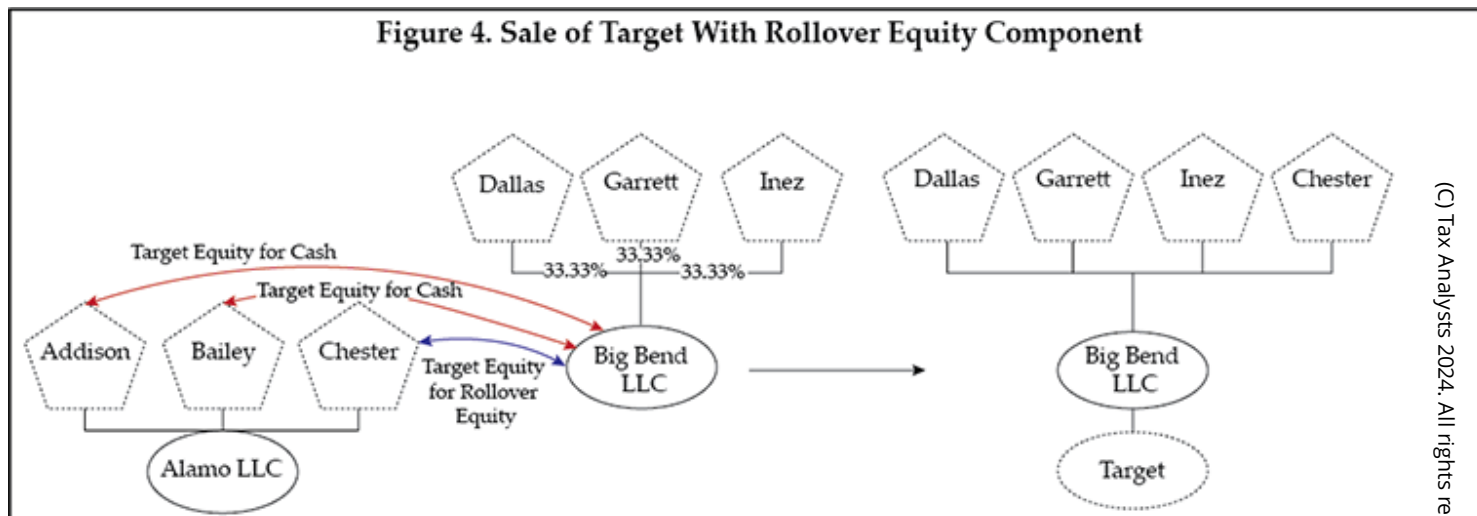 Figure 4. Sale of Target With Rollover Equity Component
Dallas
Garrett
Inez
Dallas
Garrett
Inez
Chester
Target Equity for Cash
33.33%
33.33%
33.33%
Target Equity for Cash
Addison
Bailey
Chester
Target Equity
for Rollover
Equity
Big Bend
LLC
Big Bend
LLC
Alamo LLC
Target
(C) Tax Analysts 2024. All rights re